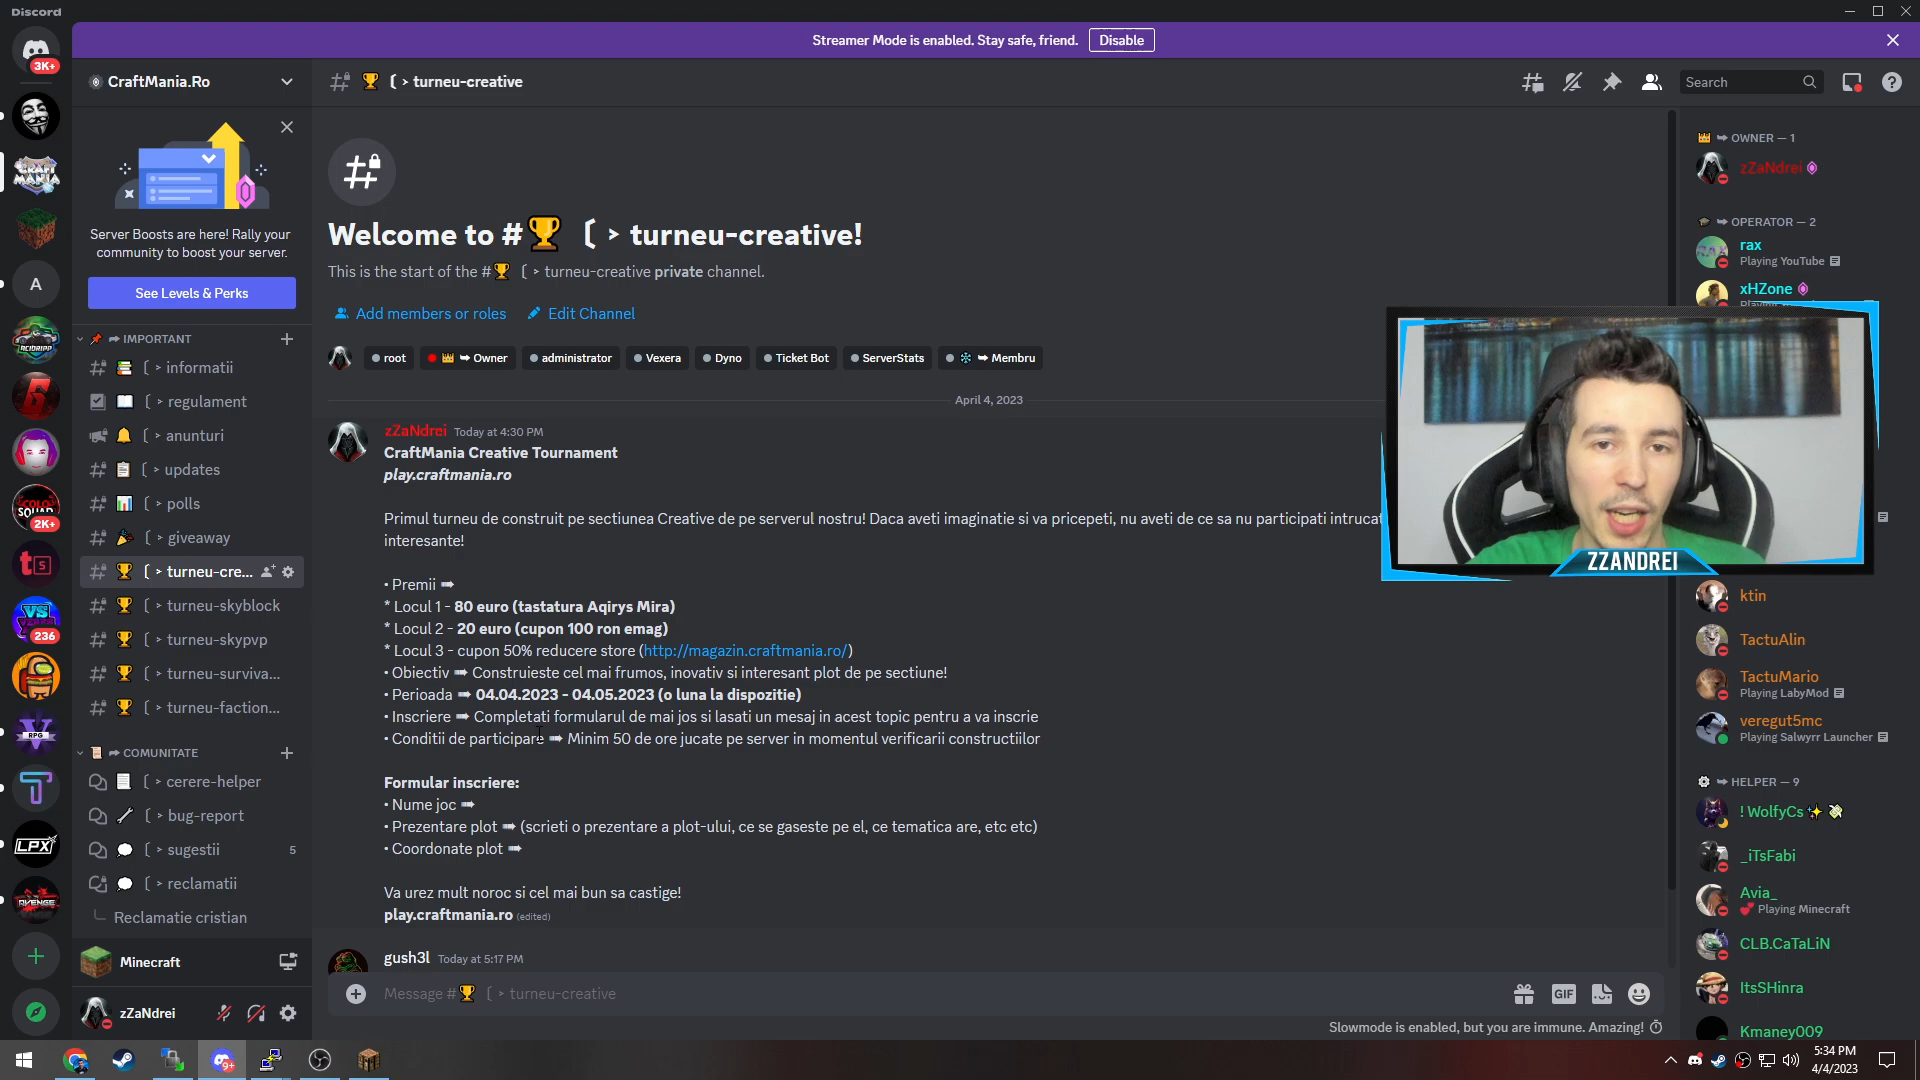 Discord
Streamer Mode is enabled. Stay safe, friend. Disable
3K+
CraftMania.Ro
turneu-creative
Search
Server Boosts are here! Rally your
community to boost your server.
See Levels & Perks
IMPORTANT
informatii
regulament
anunturi
updates
polls
giveaway
turneu-cre...
turneu-skyblock
turneu-skypvp
turneu-surviva...
turneu-faction...
COMUNITATE
cerere-helper
bug-report
sugestii 5
reclamatii
Reclamatie cristian
Minecraft
zZaNdrei
CRAFT
MANIA
A
ACIDRIPP
COLO
SQUAD
2K+
ts
VS
236
RPG
LPX
AVENGE
Welcome to # turneu-creative!
This is the start of the # turneu-creative private channel.
Add members or roles Edit Channel
root Owner administrator Vexera Dyno Ticket Bot ServerStats Membru
April 4, 2023
zZaNdrei Today at 4:30 PM
CraftMania Creative Tournament
play.craftmania.ro
Primul turneu de construit pe sectiunea Creative de pe serverul nostru! Daca aveti imaginatie si va pricepeti, nu aveti de ce sa nu participati intrucat
interesante!
• Premii ➠
* Locul 1 - 80 euro (tastatura Aqirys Mira)
* Locul 2 - 20 euro (cupon 100 ron emag)
* Locul 3 - cupon 50% reducere store (http://magazin.craftmania.ro/)
• Obiectiv ➠ Construieste cel mai frumos, inovativ si interesant plot de pe sectiune!
• Perioada ➠ 04.04.2023 - 04.05.2023 (o luna la dispozitie)
• Inscriere ➠ Completati formularul de mai jos si lasati un mesaj in acest topic pentru a va inscrie
• Conditii de participare ➠ Minim 50 de ore jucate pe server in momentul verificarii constructiilor
Formular inscriere:
• Nume joc ➠
• Prezentare plot ➠ (scrieti o prezentare a plot-ului, ce se gaseste pe el, ce tematica are, etc etc)
• Coordonate plot ➠
Va urez mult noroc si cel mai bun sa castige!
play.craftmania.ro (edited)
gush3l Today at 5:17 PM
Message # turneu-creative
GIF
Slowmode is enabled, but you are immune. Amazing!
OWNER — 1
zZaNdrei
OPERATOR — 2
rax
Playing YouTube
xHZone
ZZANDREI
ktin
TactuAlin
TactuMario
Playing LabyMod
veregut5mc
Playing Salwyrr Launcher
HELPER — 9
! WolfyCs
_iTsFabi
Avia_
Playing Minecraft
CLB.CaTaLiN
ItsSHinra
Kmaney009
9+
5:34 PM
4/4/2023